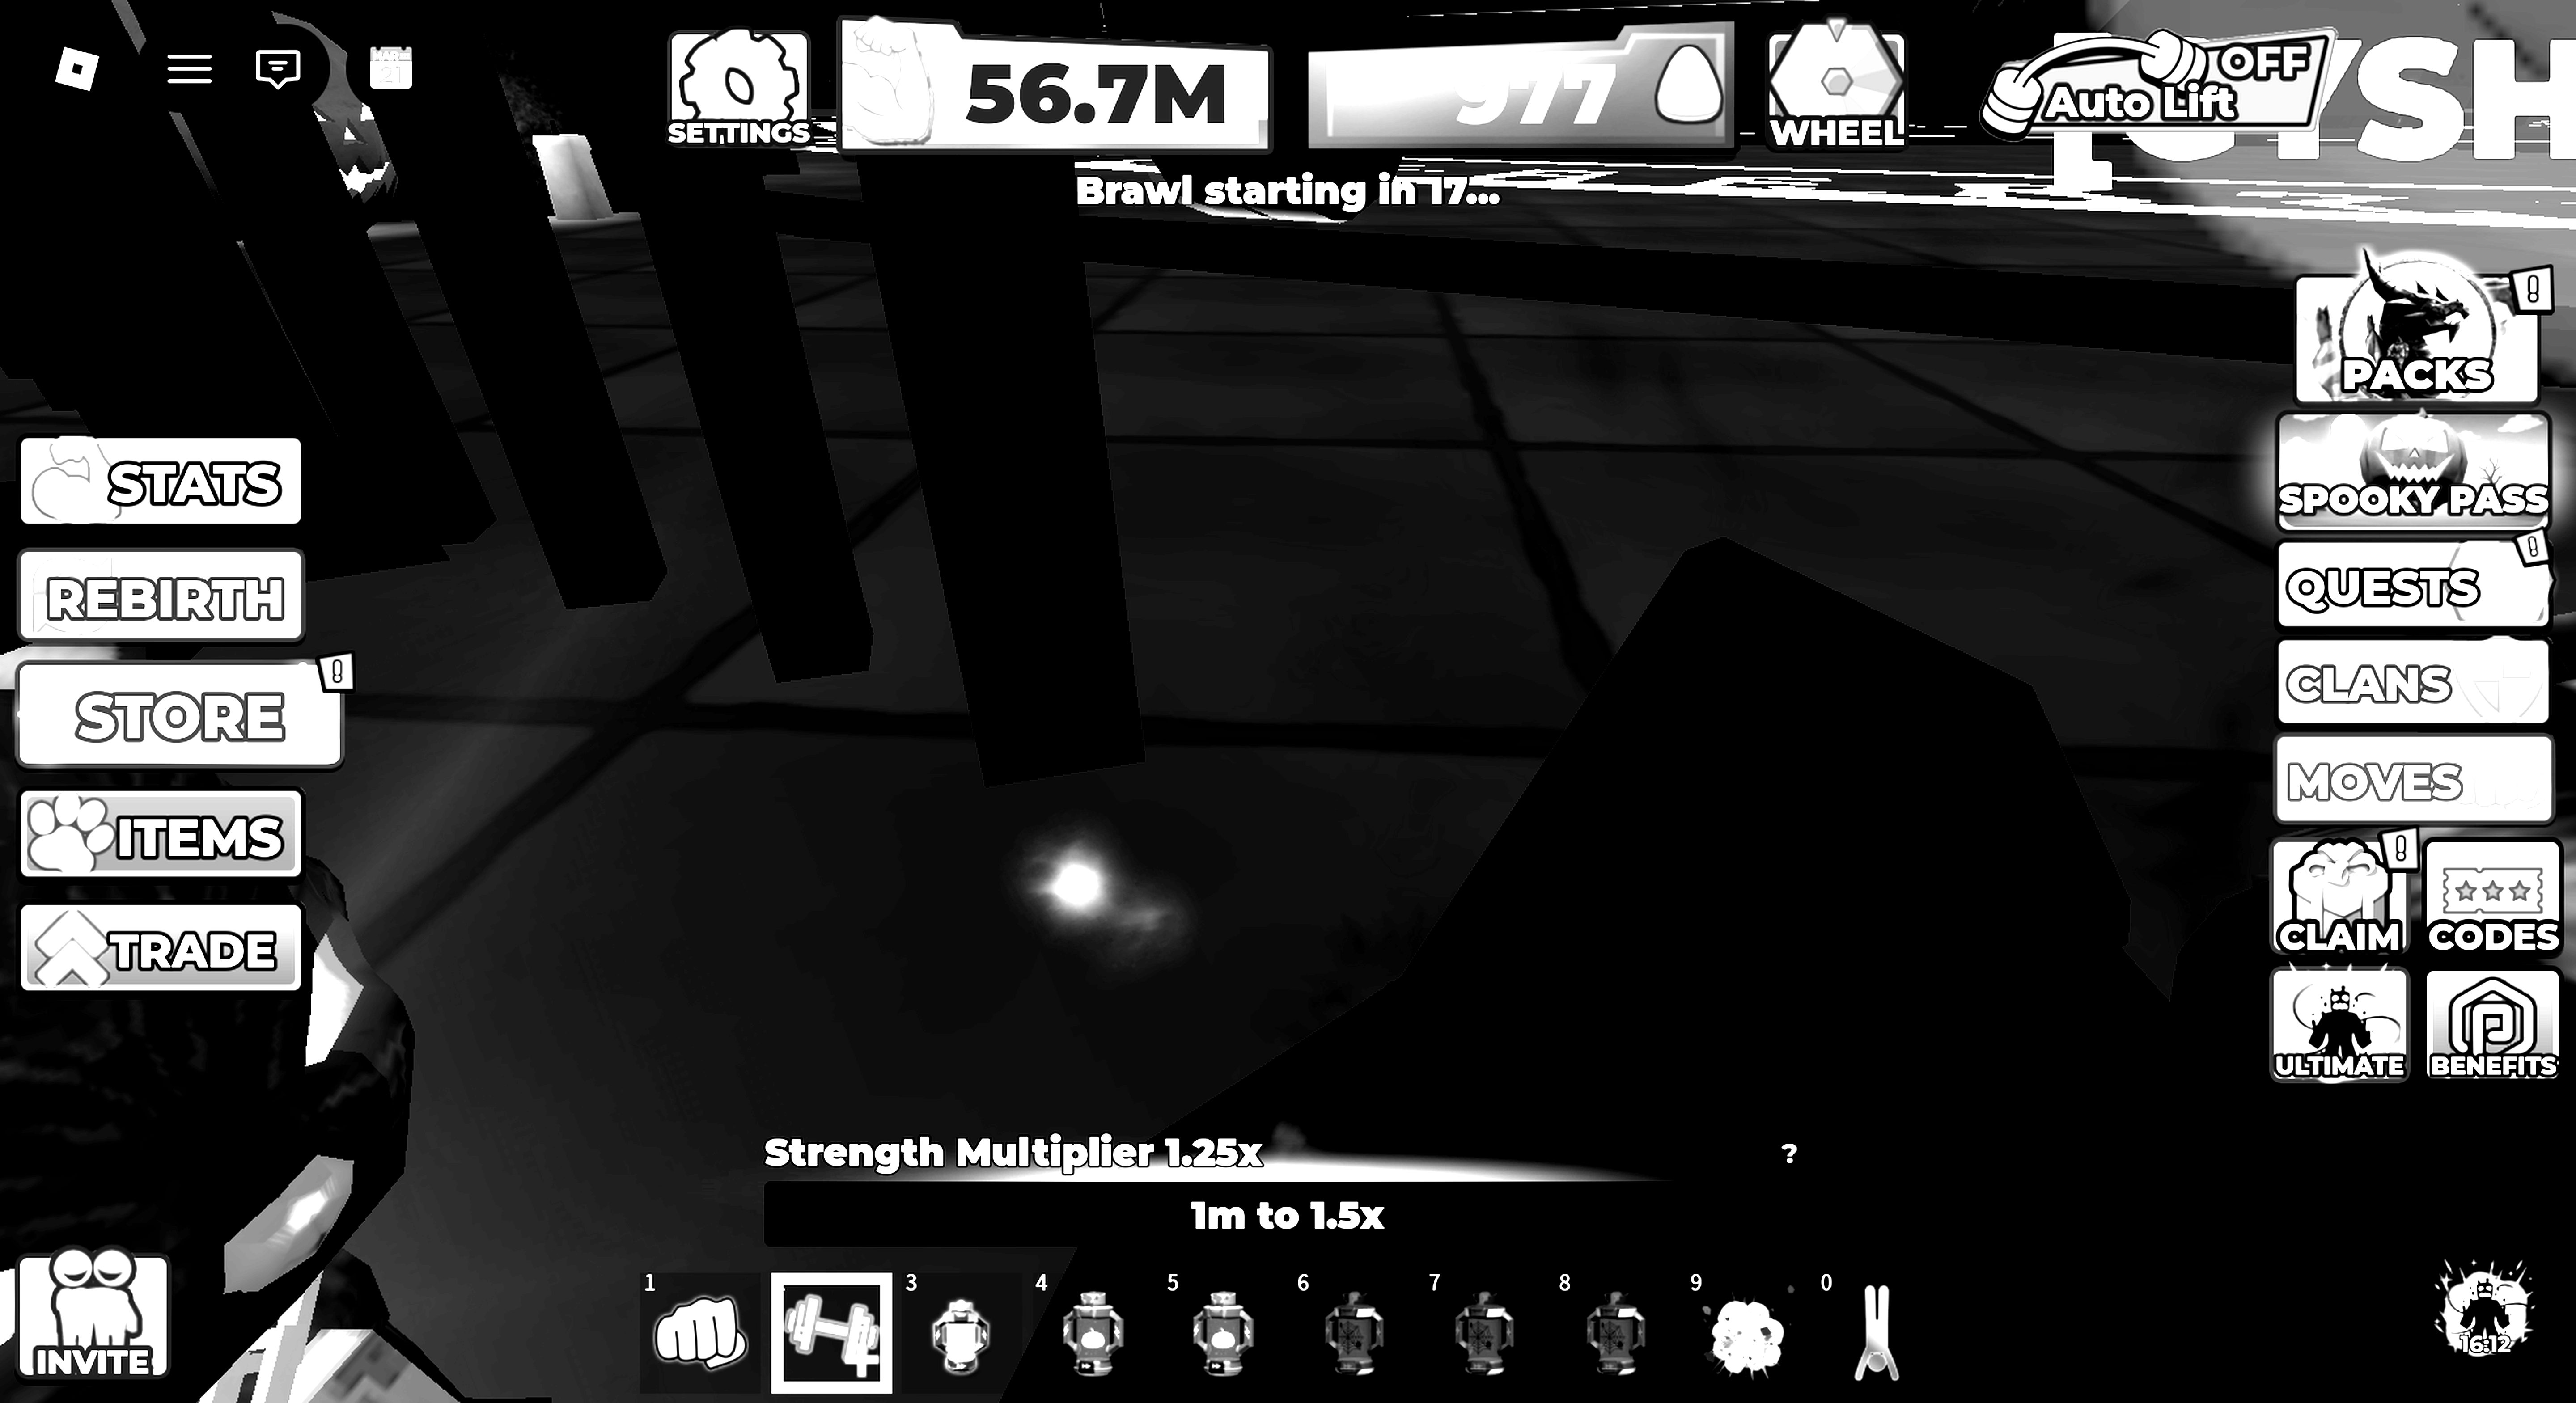 SETTINGS
56.7M
977
WHEEL
OFF
Auto Lift
Brawl starting in 17...
PACKS
SPOOKY PASS
QUESTS
CLANS
MOVES
CLAIM
CODES
ULTIMATE
BENEFITS
STATS
REBIRTH
STORE
ITEMS
TRADE
INVITE
Strength Multiplier 1.25x
?
1m to 1.5x
1
3
4
5
6
7
8
9
0
16:12